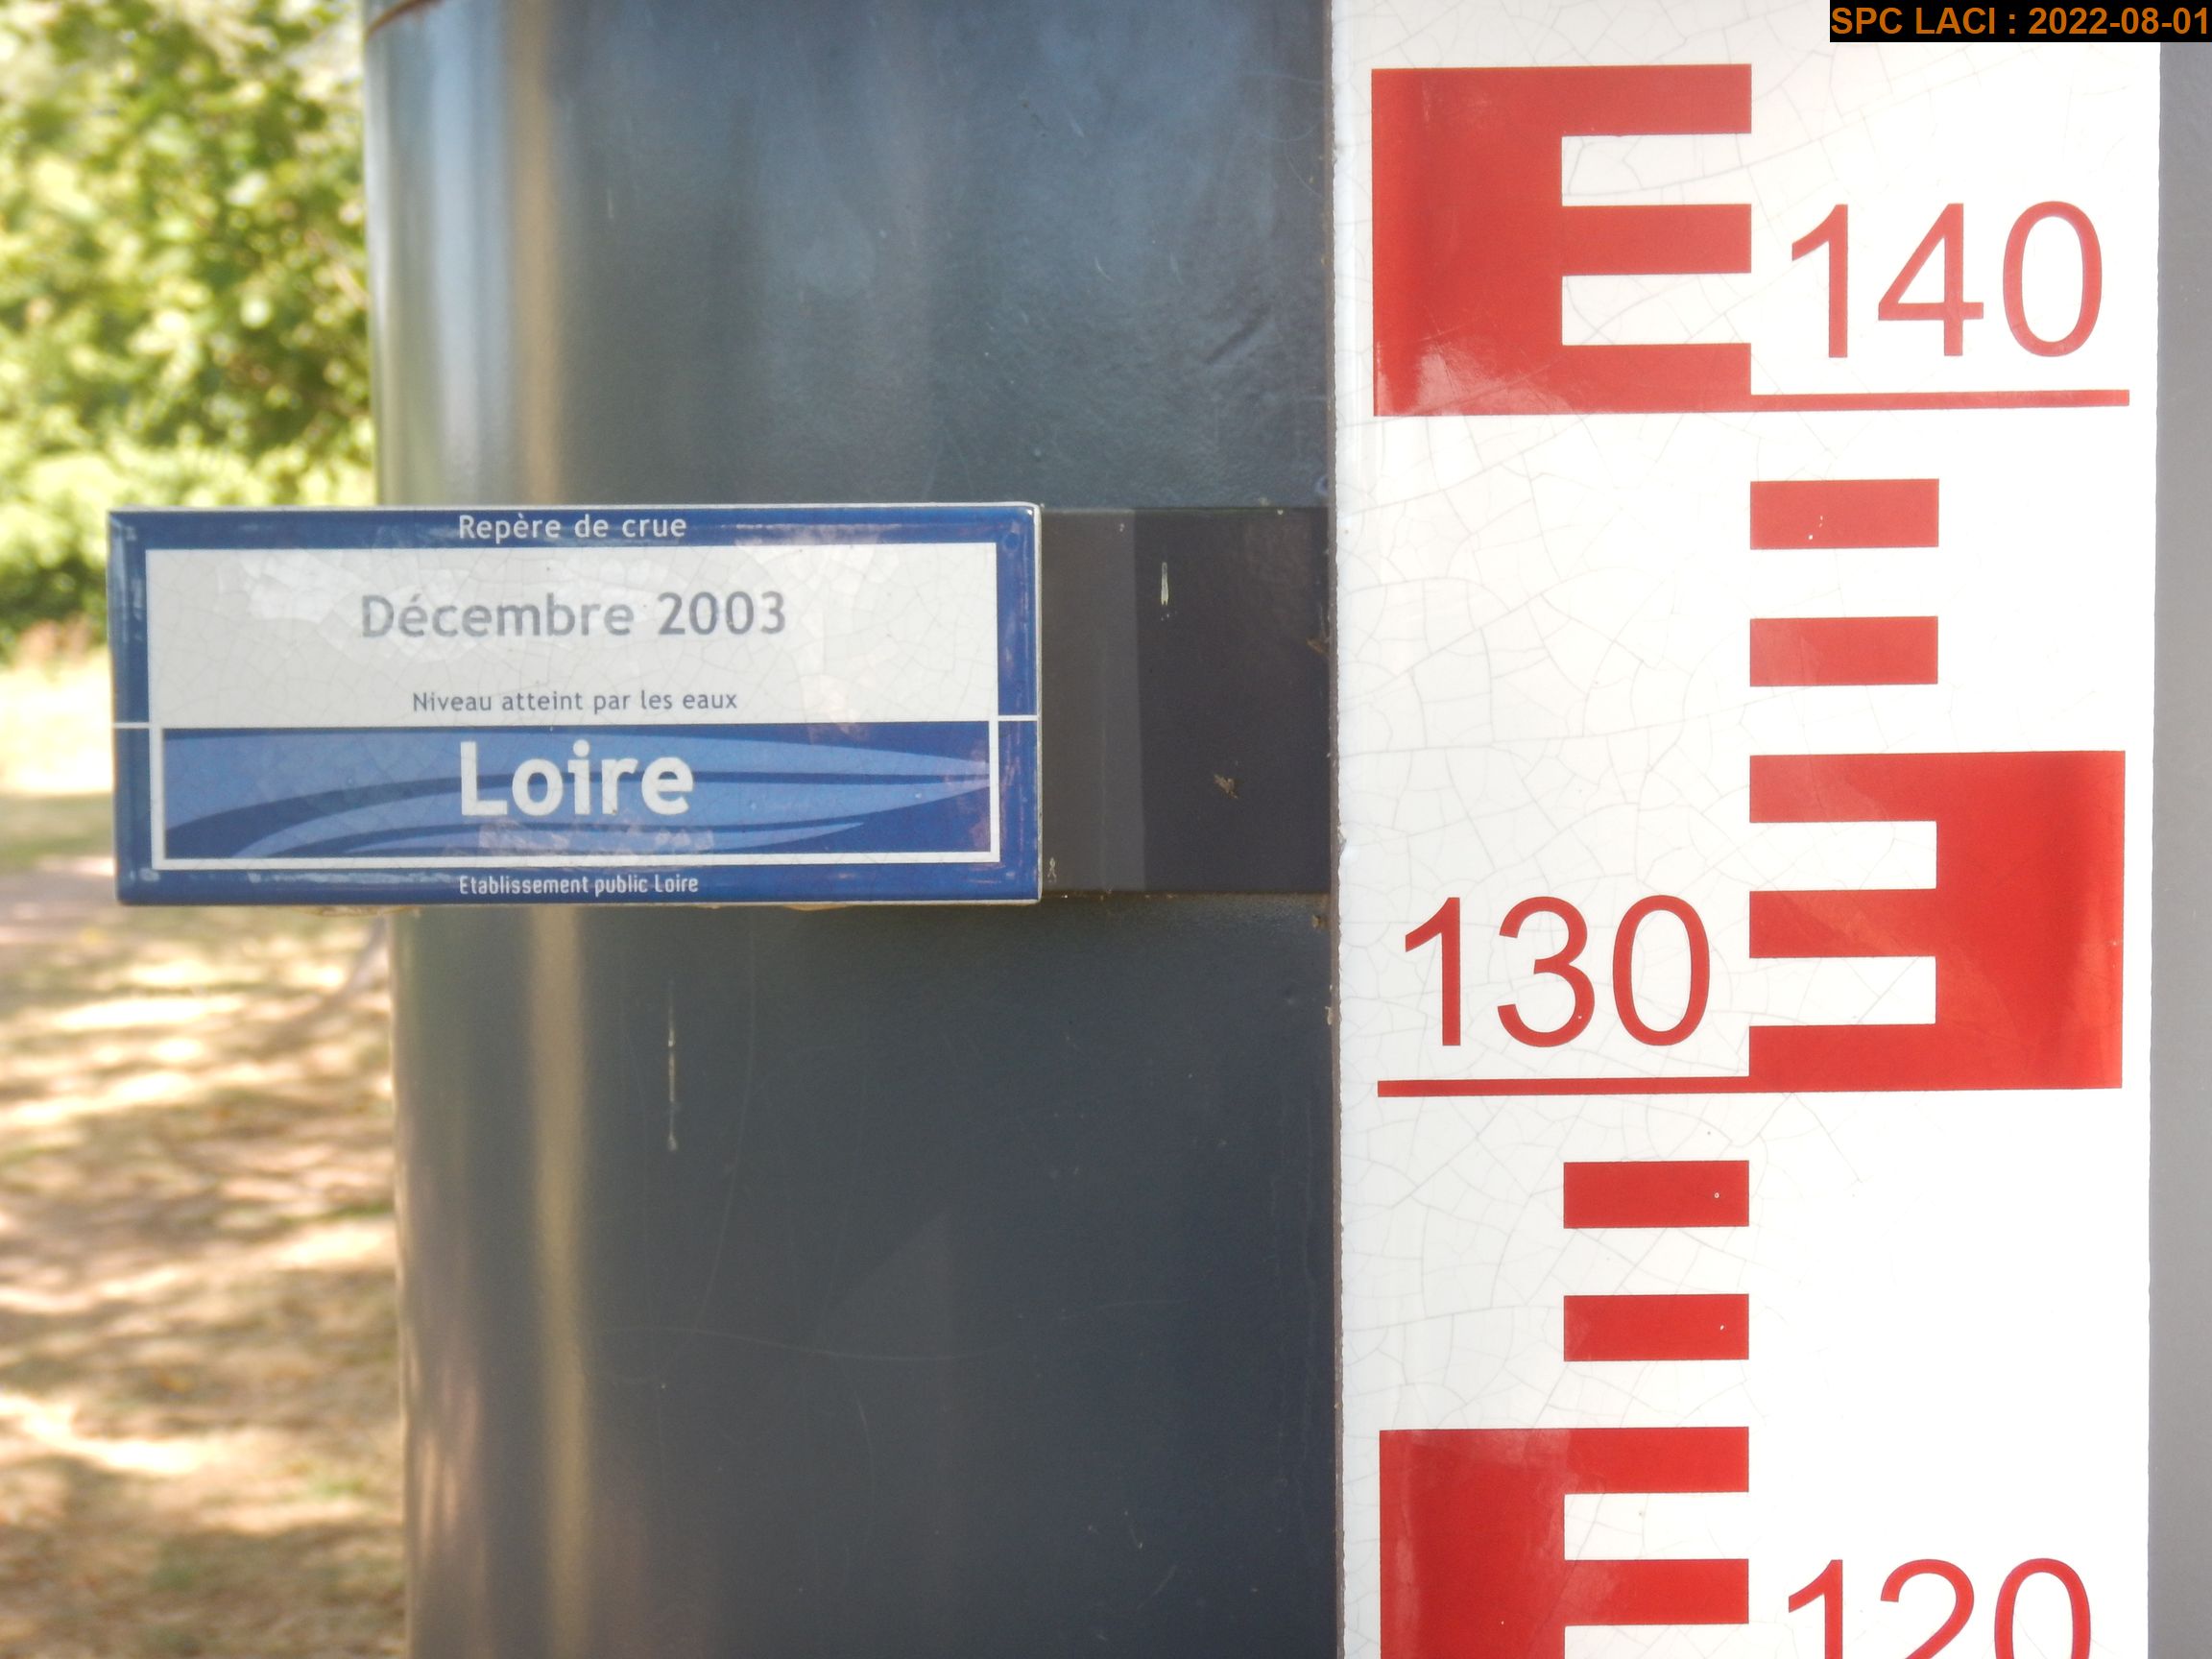 SPC LACI : 2022-08-01
140
Repère de crue
Décembre 2003
Niveau atteint par les eaux
Loire
Etablissement public Loire
130
120